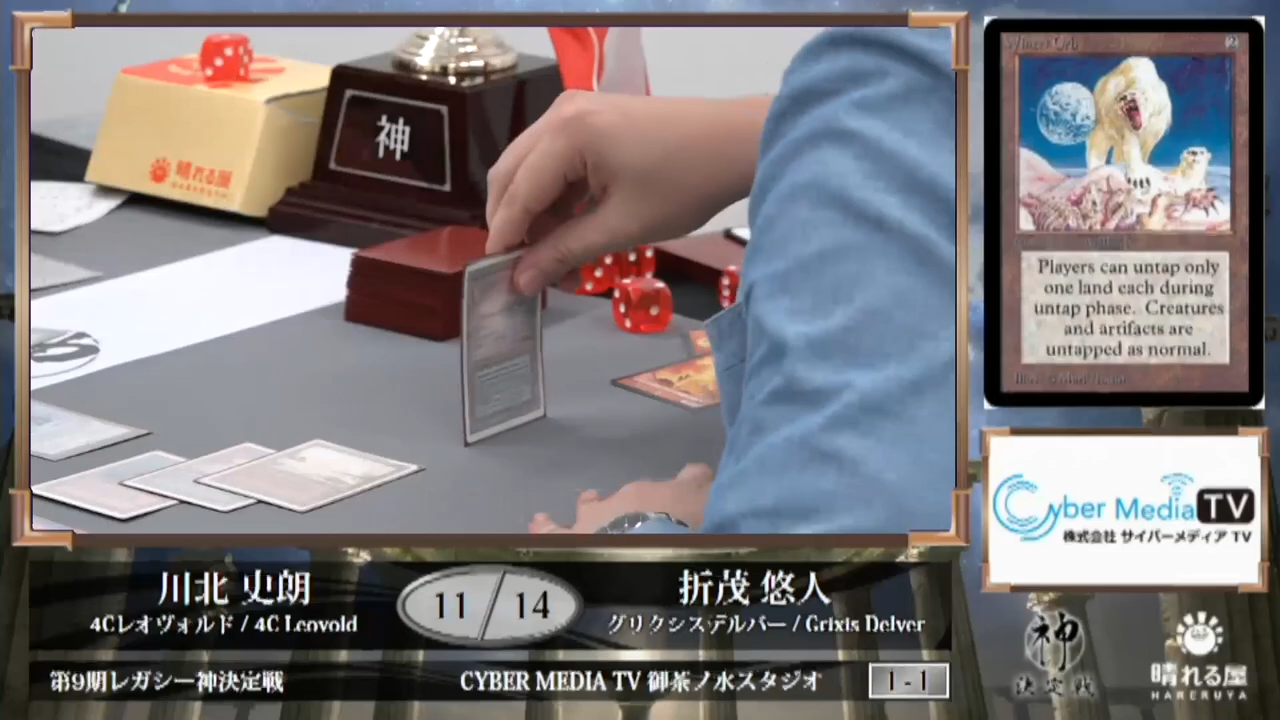 神
晴れる屋
Winter Orb
2
Players can untap only
one land each during
untap phase. Creatures
and artifacts are
untapped as normal.
Cyber Media TV
株式会社 サイバーメディア TV
川北 史朗
4Cレオヴォルド / 4C Leovold
11 / 14
折茂 悠人
グリクシスデルバー / Grixis Delver
第9期レガシー神決定戦
CYBER MEDIA TV 御茶ノ水スタジオ
1 - 1
神
決定戦
晴れる屋
HARERUYA